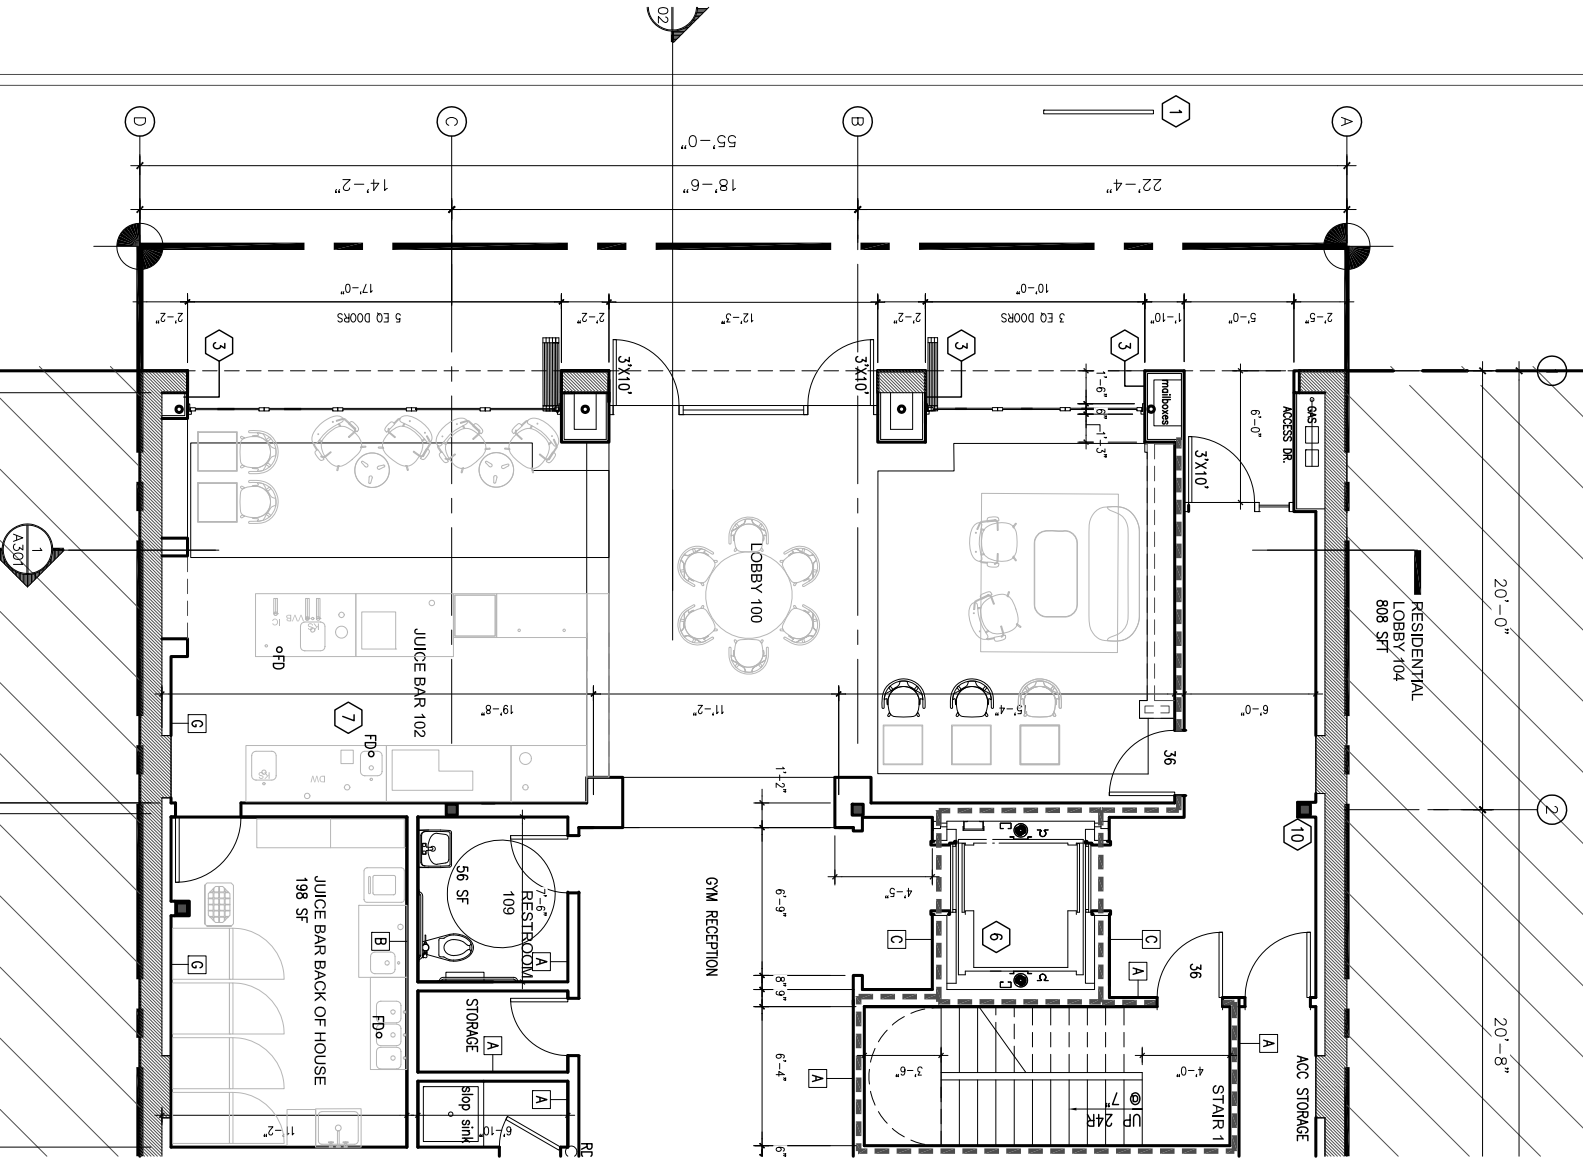 02
1
D
C
B
A
55'-0"
14'-2"
18'-6"
22'-4"
17'-0"
10'-0"
2'-2"
5 EQ DOORS
2'-2"
12'-3"
2'-2"
3 EQ DOORS
1'-10"
5'-0"
2'-5"
3
3
3
3'X10'
3'X10'
1'-6"
6"
1'-3"
mailboxes
3'X10'
6'-0"
GAS
ACCESS DR.
1
A301
LOBBY 100
20'-0"
RESIDENTIAL
LOBBY 104
808 SFT
IC
KS
FD
JUICE BAR 102
7
G
19'-8"
11'-2"
5'-4"
6'-0"
FD
DW
36
1'-2"
2
10
56 SF
RESTROOM
109
7'-6"
JUICE BAR BACK OF HOUSE
198 SF
B
A
G
GYM RECEPTION
6'-9"
4'-5"
C
6
C
A
36
8"
9"
20'-8"
STORAGE
A
FD
6'-4"
A
3'-6"
4'-0"
A
ACC STORAGE
STAIR 1
UP 24R
@ 7"
slop sink
A
11'-2"
6'-10"
6"